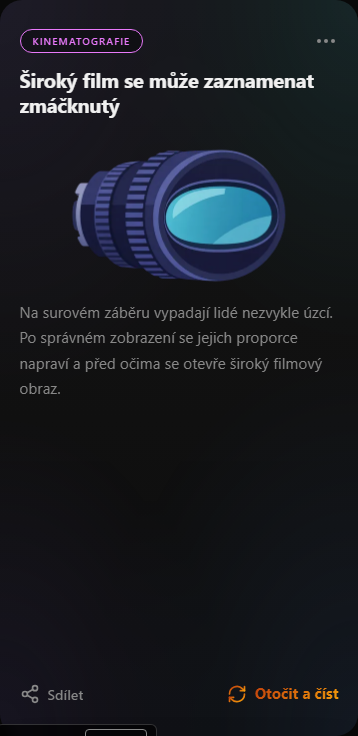 KINEMATOGRAFIE
Široký film se může zaznamenat
zmáčknutý
Na surovém záběru vypadají lidé nezvykle úzcí.
Po správném zobrazení se jejich proporce
napraví a před očima se otevře široký filmový
obraz.
Sdílet
Otočit a číst